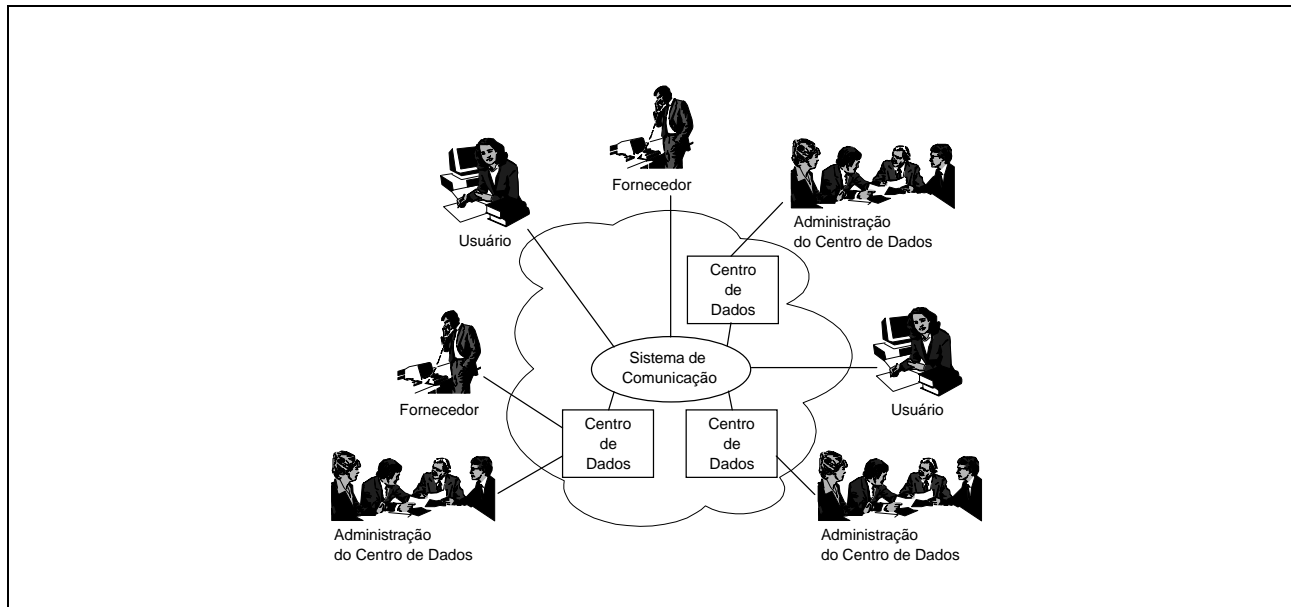 Fornecedor
Usuário
Administração
do Centro de Dados
Centro
de
Dados
Sistema de
Comunicação
Fornecedor
Usuário
Centro
de
Dados
Centro
de
Dados
Administração
do Centro de Dados
Administração
do Centro de Dados